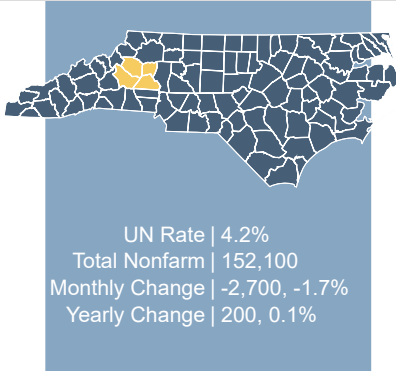 UN Rate | 4.2%
Total Nonfarm | 152,100
Monthly Change | -2,700, -1.7%
Yearly Change | 200, 0.1%